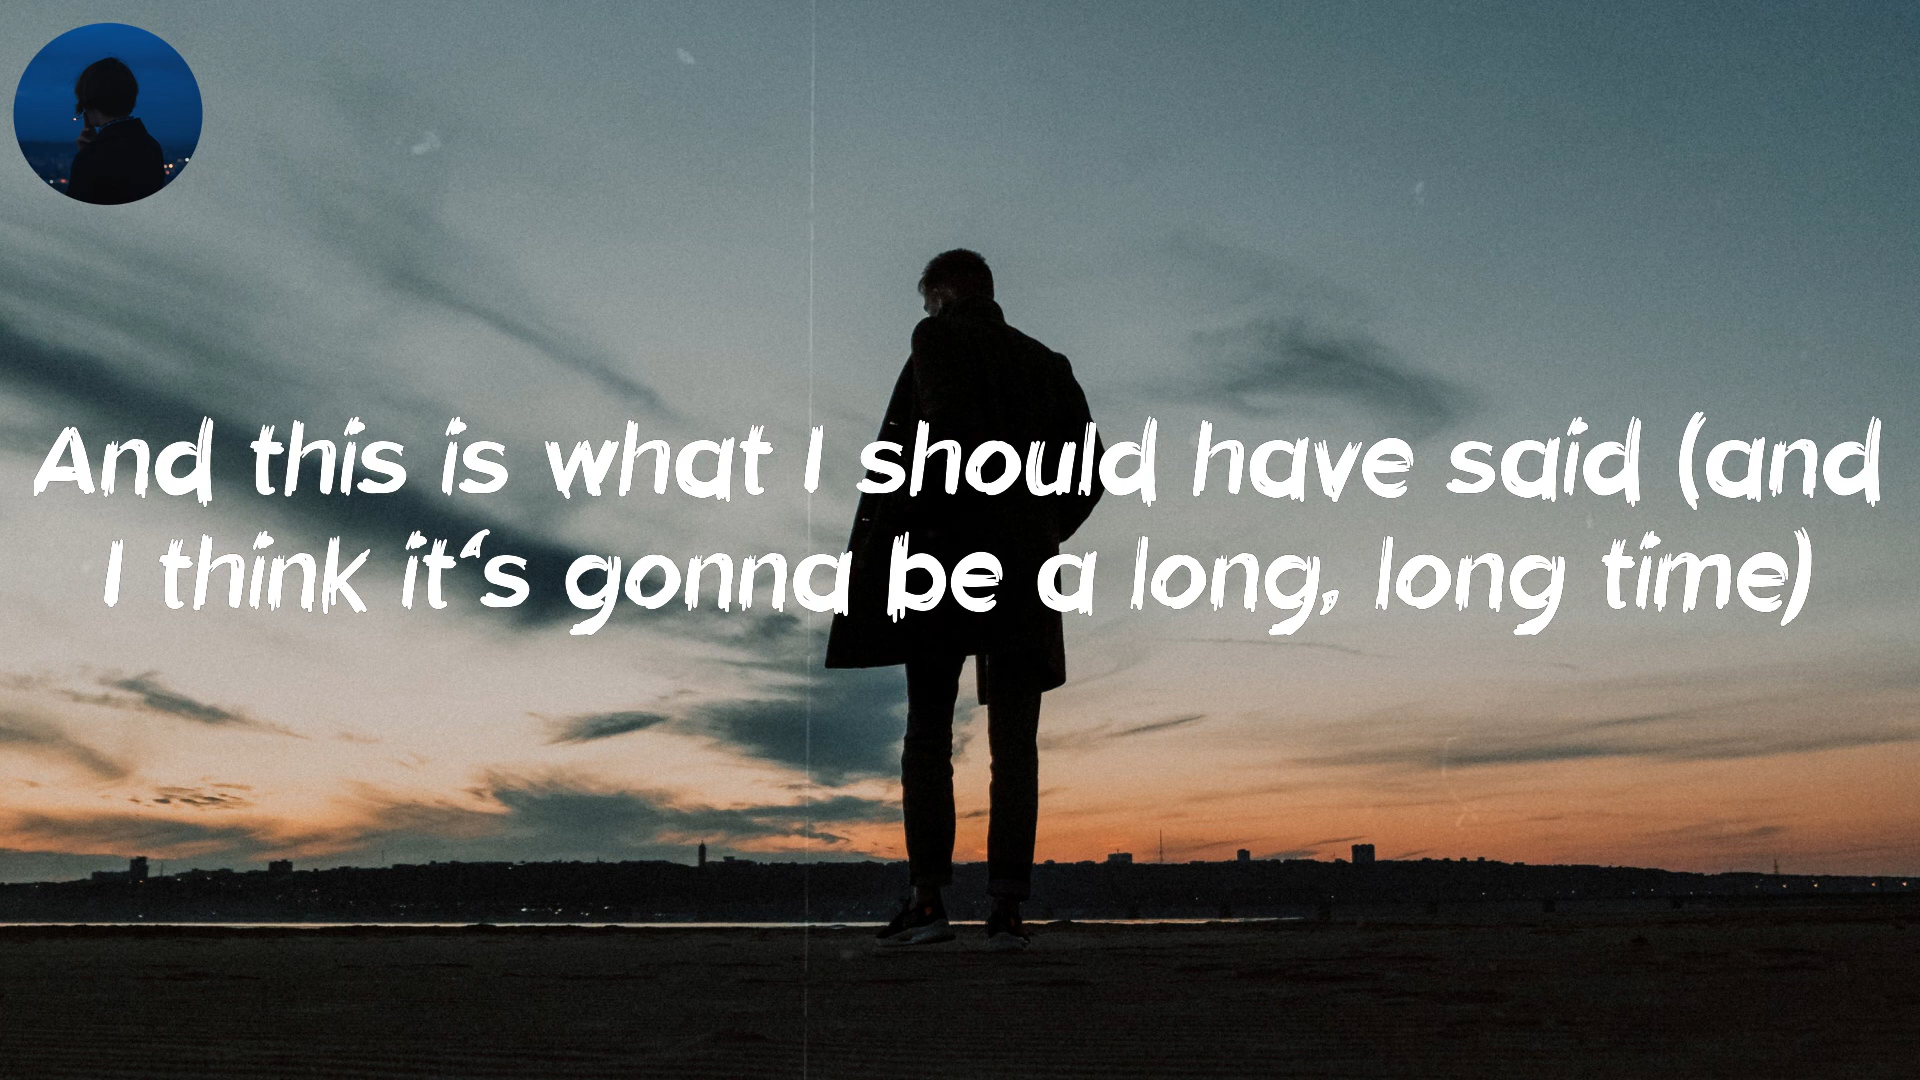 And this is what I should have said (and
I think it's gonna be a long, long time)